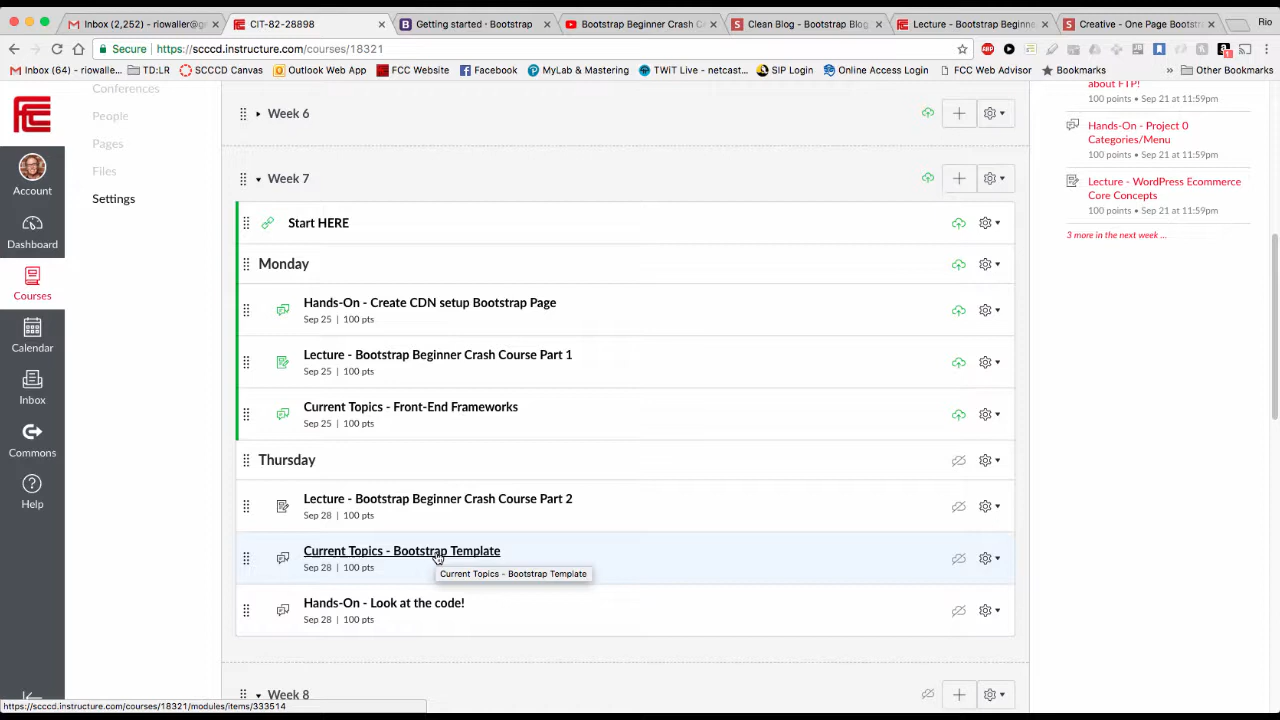 Inbox (2,252) - riowaller@gr
CIT-82-28898
Getting started · Bootstrap
Bootstrap Beginner Crash C
Clean Blog - Bootstrap Blog
Lecture - Bootstrap Beginne
Creative - One Page Bootstr
Rio
Secure
https://scccd.instructure.com/courses/18321
Inbox (64) - riowalle
TD:LR
SCCCD Canvas
Outlook Web App
FCC Website
Facebook
MyLab & Mastering
TWiT Live - netcast...
SIP Login
Online Access Login
FCC Web Advisor
Bookmarks
»
Other Bookmarks
FCC
Account
Dashboard
Courses
Calendar
Inbox
Commons
Help
Conferences
People
Pages
Files
Settings
Week 6
Week 7
Start HERE
Monday
Hands-On - Create CDN setup Bootstrap Page
Sep 25 | 100 pts
Lecture - Bootstrap Beginner Crash Course Part 1
Sep 25 | 100 pts
Current Topics - Front-End Frameworks
Sep 25 | 100 pts
Thursday
Lecture - Bootstrap Beginner Crash Course Part 2
Sep 28 | 100 pts
Current Topics - Bootstrap Template
Sep 28 | 100 pts
Current Topics - Bootstrap Template
Hands-On - Look at the code!
Sep 28 | 100 pts
Week 8
about FTP!
100 points • Sep 21 at 11:59pm
Hands-On - Project 0
Categories/Menu
100 points • Sep 21 at 11:59pm
Lecture - WordPress Ecommerce
Core Concepts
100 points • Sep 21 at 11:59pm
3 more in the next week ...
https://scccd.instructure.com/courses/18321/modules/items/333514